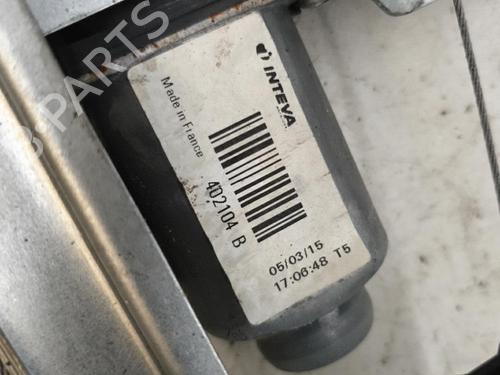 INTEVA
Made in France
402104 B
05/03/15
17:06:48 T5
B-PARTS